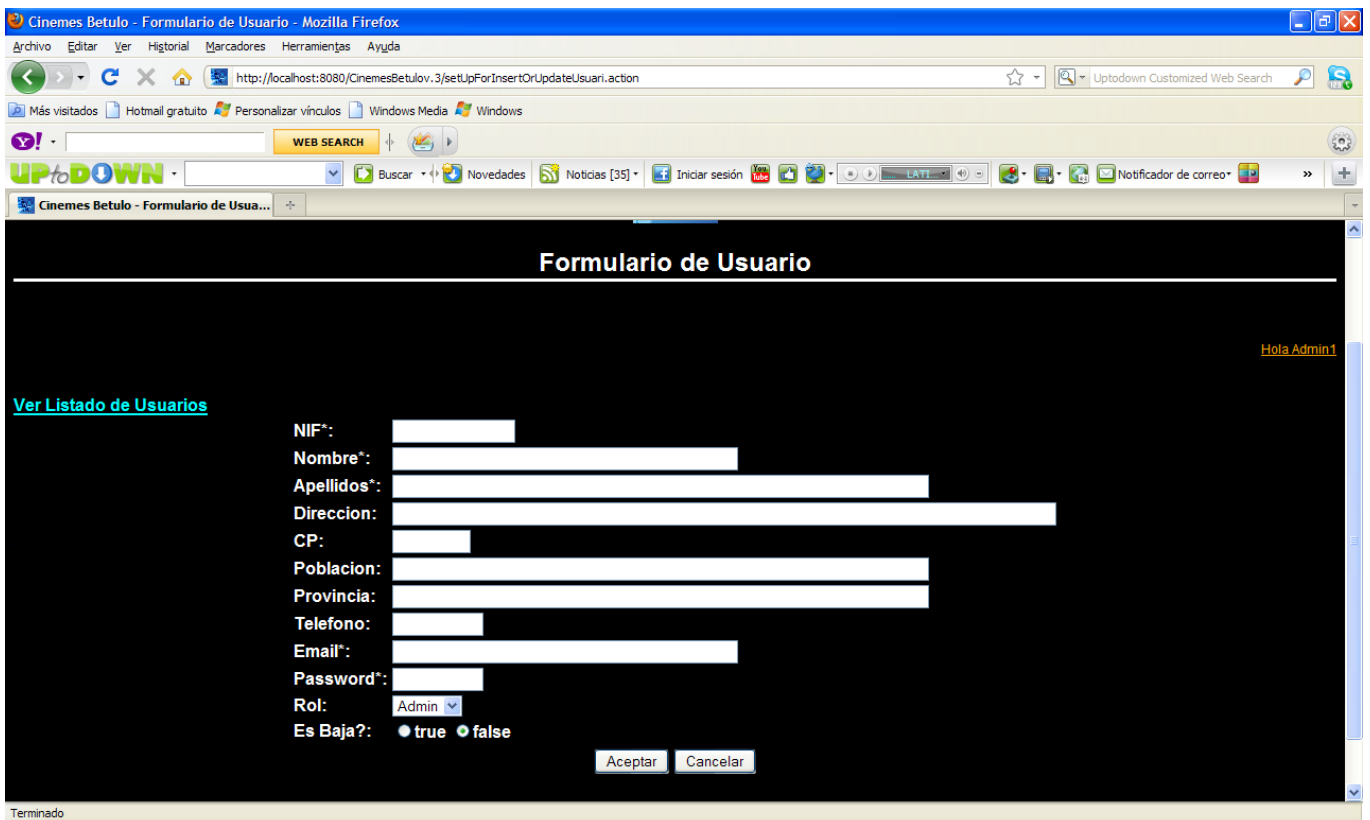 Cinemes Betulo - Formulario de Usuario - Mozilla Firefox
Archivo Editar Ver Historial Marcadores Herramientas Ayuda
http://localhost:8080/CinemesBetulov.3/setUpForInsertOrUpdateUsuari.action Uptodown Customized Web Search
Más visitados Hotmail gratuito Personalizar vínculos Windows Media Windows
Y! WEB SEARCH
UPtoDOWN Buscar Novedades Noticias [35] Iniciar sesión You Tube LATI... Notificador de correo »
Cinemes Betulo - Formulario de Usua...
Formulario de Usuario
Hola Admin1
Ver Listado de Usuarios
NIF*:
Nombre*:
Apellidos*:
Direccion:
CP:
Poblacion:
Provincia:
Telefono:
Email*:
Password*:
Rol: Admin
Es Baja?: true false
Aceptar Cancelar
Terminado